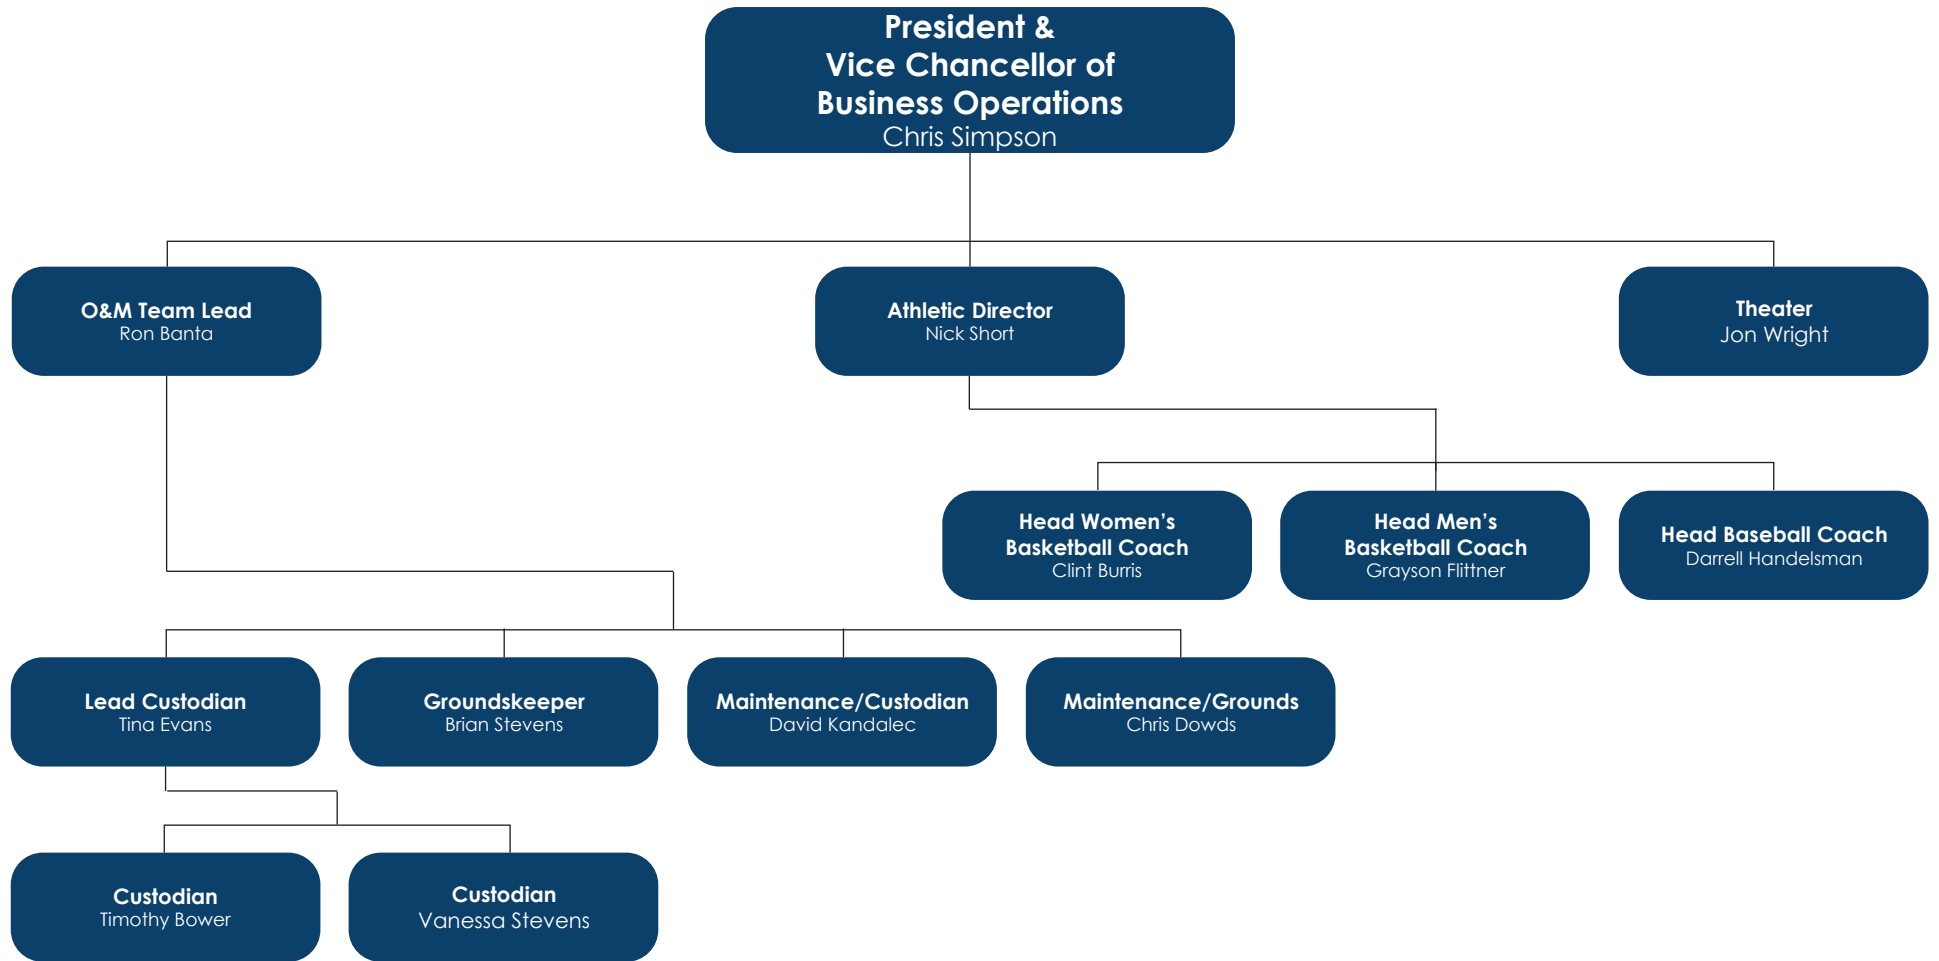 President &
Vice Chancellor of
Business Operations
Chris Simpson
O&M Team Lead
Ron Banta
Athletic Director
Nick Short
Theater
Jon Wright
Head Women’s
Basketball Coach
Clint Burris
Head Men’s
Basketball Coach
Grayson Flittner
Head Baseball Coach
Darrell Handelsman
Lead Custodian
Tina Evans
Groundskeeper
Brian Stevens
Maintenance/Custodian
David Kandalec
Maintenance/Grounds
Chris Dowds
Custodian
Timothy Bower
Custodian
Vanessa Stevens